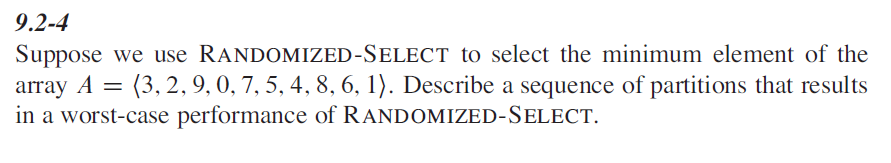 9.2-4
Suppose we use RANDOMIZED-SELECT to select the minimum element of the
array A = ⟨3, 2, 9, 0, 7, 5, 4, 8, 6, 1⟩. Describe a sequence of partitions that results
in a worst-case performance of RANDOMIZED-SELECT.